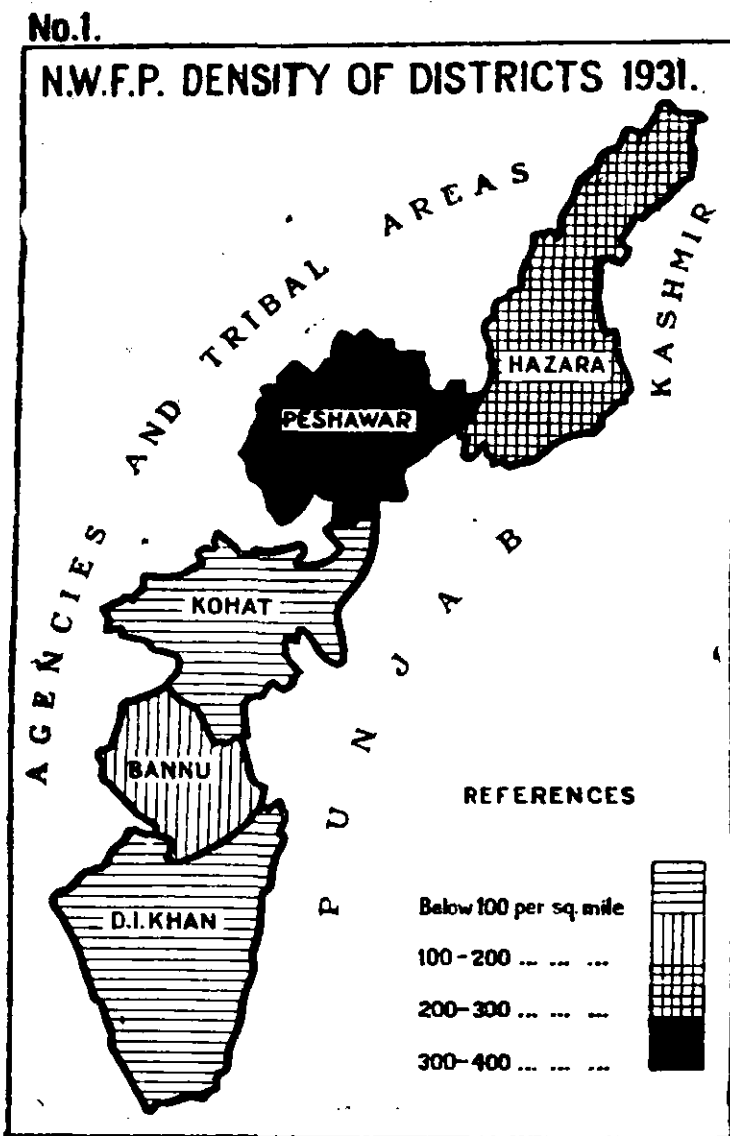 No.1.
N.W.F.P. DENSITY OF DISTRICTS 1931.
AGENCIES AND TRIBAL AREAS
KASHMIR
HAZARA
PESHAWAR
KOHAT
BANNU
D.I.KHAN
PUNJAB
REFERENCES
Below 100 per sq. mile
100-200 ... ... ...
200-300 ... ... ...
300-400 ... ... ...